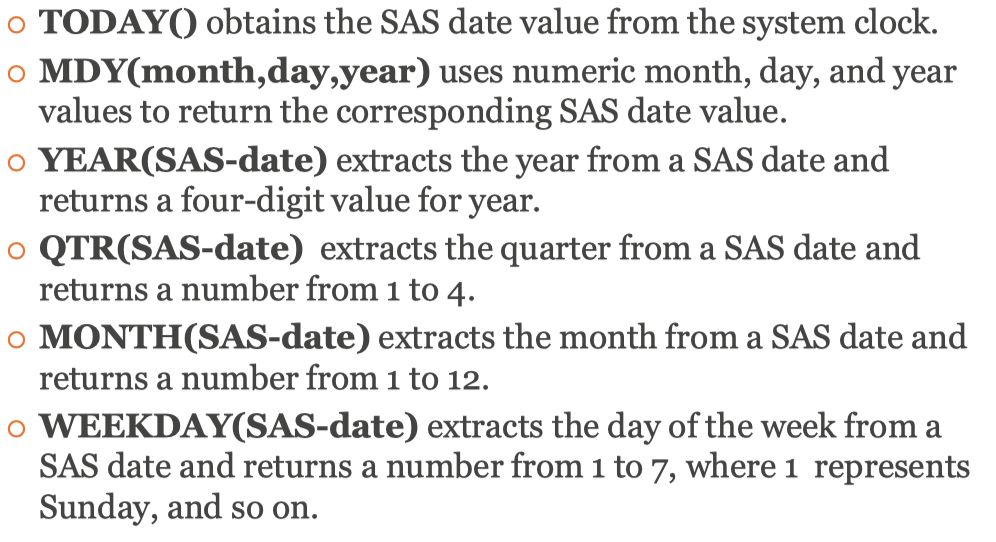 TODAY() obtains the SAS date value from the system clock.
MDY(month,day,year) uses numeric month, day, and year
values to return the corresponding SAS date value.
YEAR(SAS-date) extracts the year from a SAS date and
returns a four-digit value for year.
QTR(SAS-date) extracts the quarter from a SAS date and
returns a number from 1 to 4.
MONTH(SAS-date) extracts the month from a SAS date and
returns a number from 1 to 12.
WEEKDAY(SAS-date) extracts the day of the week from a
SAS date and returns a number from 1 to 7, where 1 represents
Sunday, and so on.